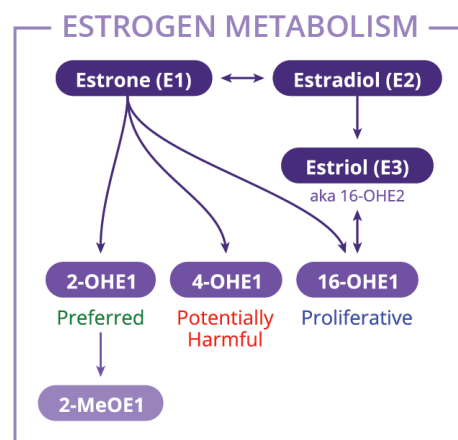 ESTROGEN METABOLISM
Estrone (E1)
Estradiol (E2)
Estriol (E3)
aka 16-OHE2
2-OHE1
4-OHE1
16-OHE1
Preferred
Potentially
Harmful
Proliferative
2-MeOE1